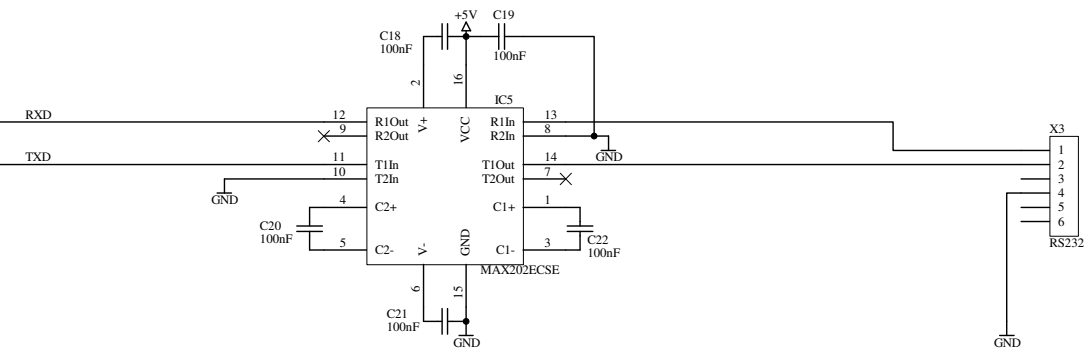 +5V
C18
100nF
C19
100nF
2
16
IC5
RXD
12
R1Out
V+
VCC
R1In
13
9
R2Out
R2In
8
GND
X3
1
TXD
11
T1In
T1Out
14
2
10
T2In
T2Out
7
3
GND
4
4
C2+
C1+
1
5
C20
100nF
6
C22
100nF
5
C2-
V-
GND
C1-
3
RS232
MAX202ECSE
6
15
C21
100nF
GND
GND